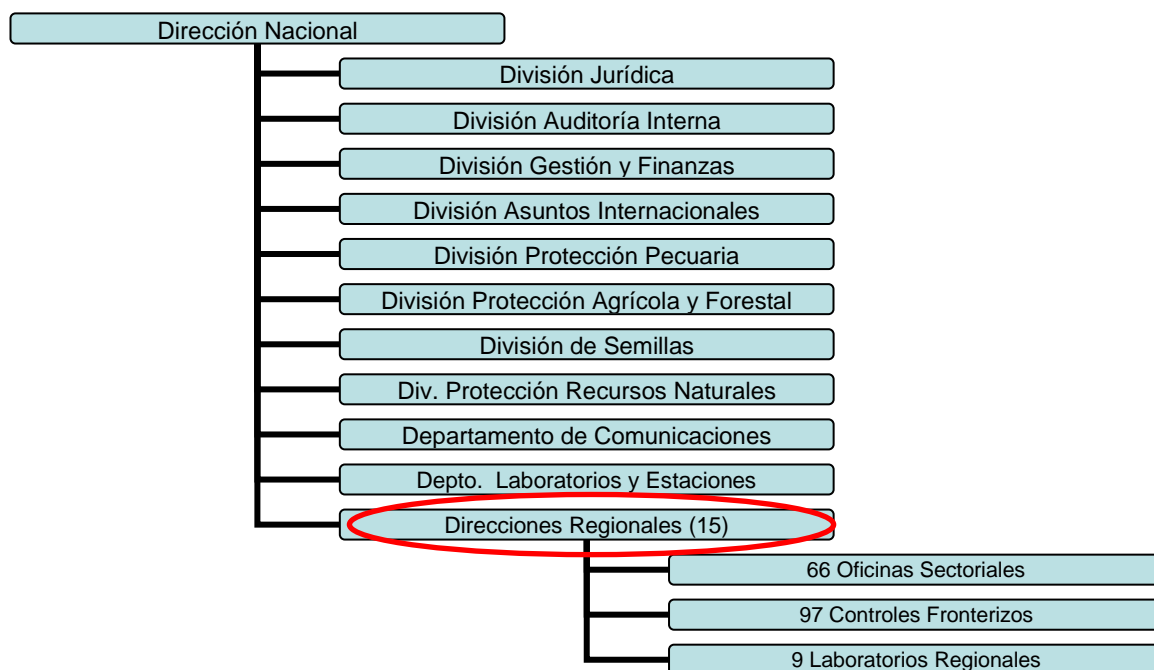 Dirección Nacional
División Jurídica
División Auditoría Interna
División Gestión y Finanzas
División Asuntos Internacionales
División Protección Pecuaria
División Protección Agrícola y Forestal
División de Semillas
Div. Protección Recursos Naturales
Departamento de Comunicaciones
Depto.  Laboratorios y Estaciones
Direcciones Regionales (15)
66 Oficinas Sectoriales
97 Controles Fronterizos
9 Laboratorios Regionales